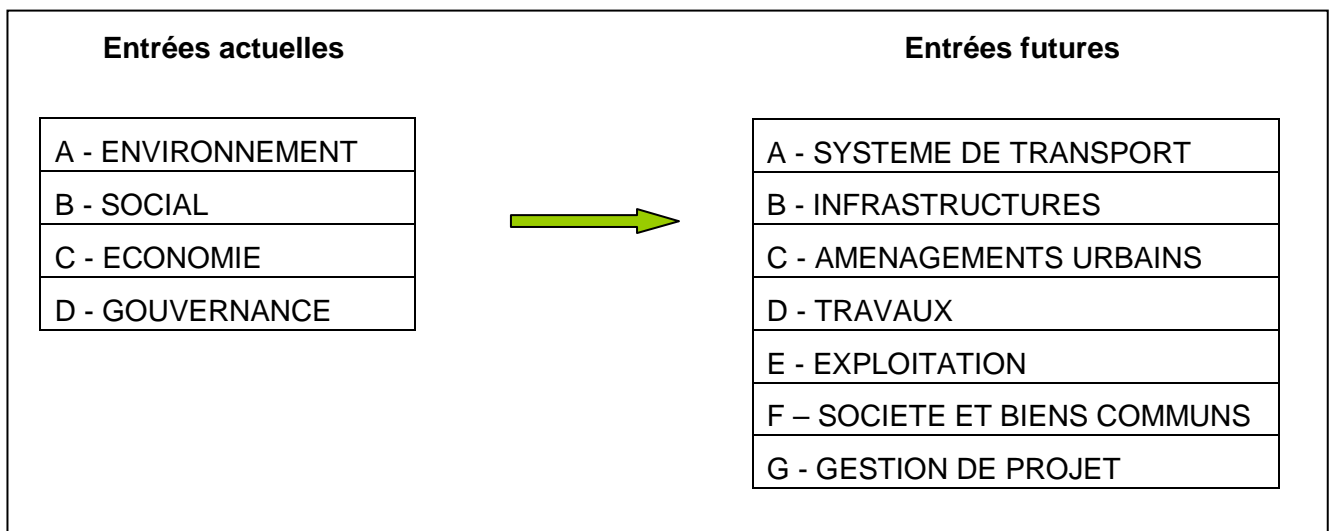 Entrées actuelles
A - ENVIRONNEMENT
B - SOCIAL
C - ECONOMIE
D - GOUVERNANCE
Entrées futures
A - SYSTEME DE TRANSPORT
B - INFRASTRUCTURES
C - AMENAGEMENTS URBAINS
D - TRAVAUX
E - EXPLOITATION
F – SOCIETE ET BIENS COMMUNS
G - GESTION DE PROJET